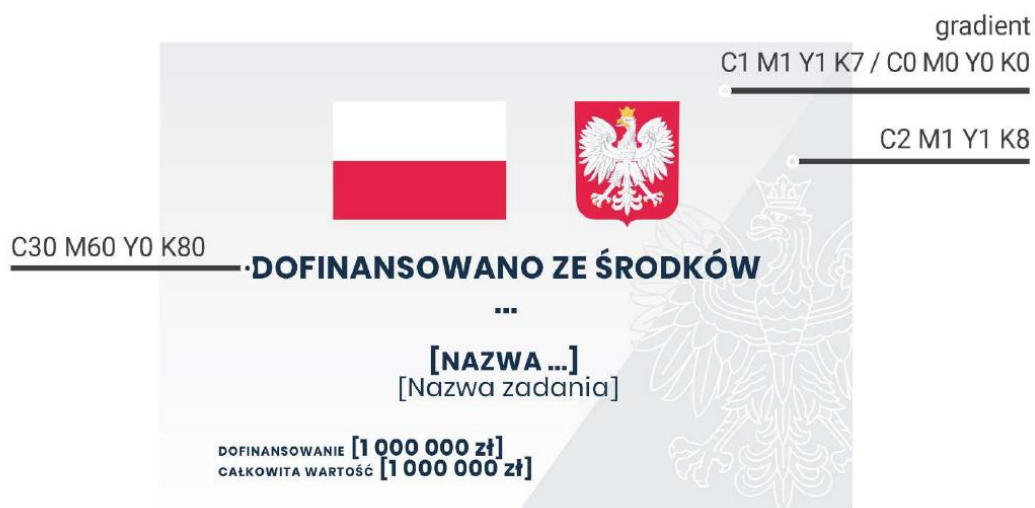 gradient
C1 M1 Y1 K7 / C0 M0 Y0 K0
C2 M1 Y1 K8
C30 M60 Y0 K80
DOFINANSOWANO ZE ŚRODKÓW
...
[NAZWA ...]
[Nazwa zadania]
DOFINANSOWANIE [1 000 000 zł]
CAŁKOWITA WARTOŚĆ [1 000 000 zł]